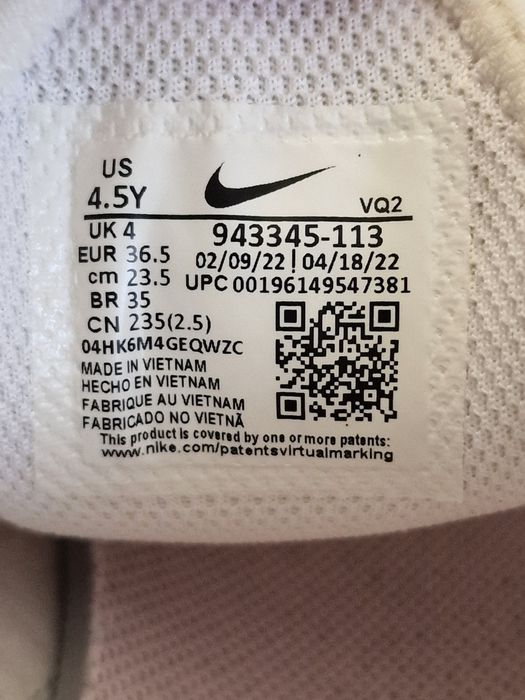 US
4.5Y
VQ2
UK 4
EUR 36.5
cm 23.5
BR 35
CN 235(2.5)
943345-113
02/09/22 | 04/18/22
UPC 00196149547381
04HK6M4GEQWZC
MADE IN VIETNAM
HECHO EN VIETNAM
FABRIQUE AU VIETNAM
FABRICADO NO VIETNÃ
This product is covered by one or more patents:
www.nike.com/patentsvirtualmarking